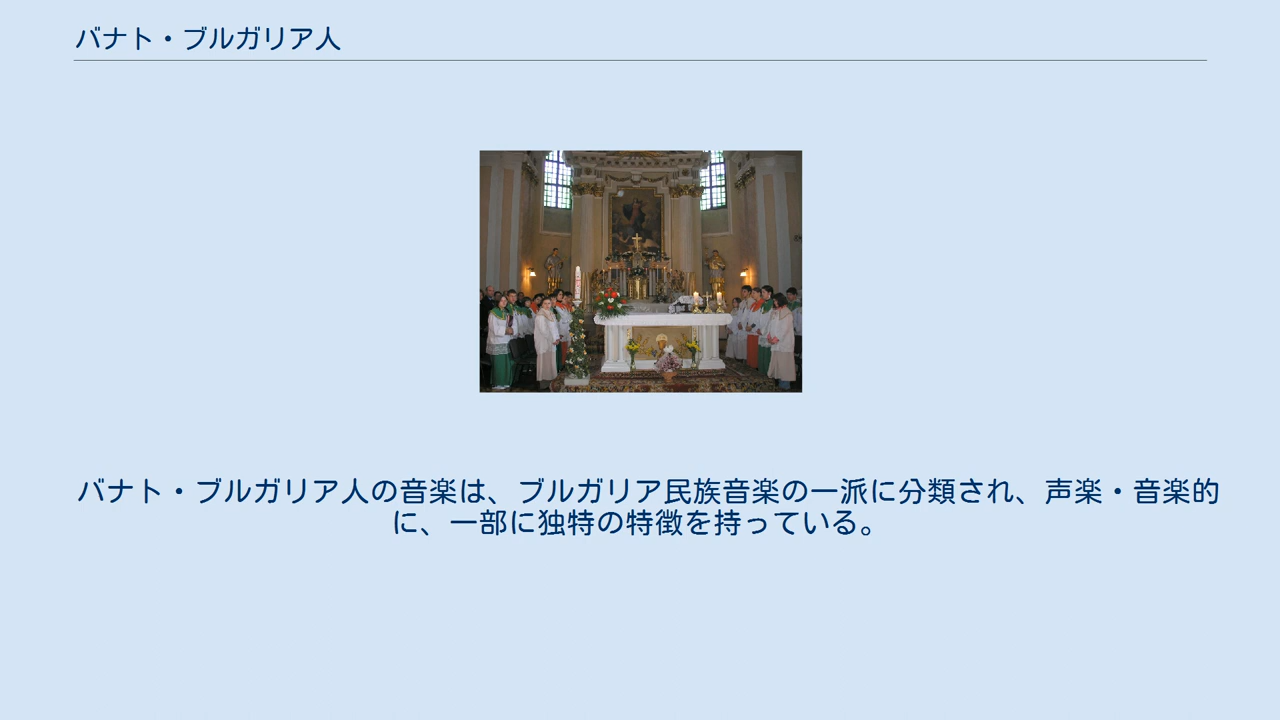 バナト・ブルガリア人
バナト・ブルガリア人の音楽は、ブルガリア民族音楽の一派に分類され、声楽・音楽的
に、一部に独特の特徴を持っている。